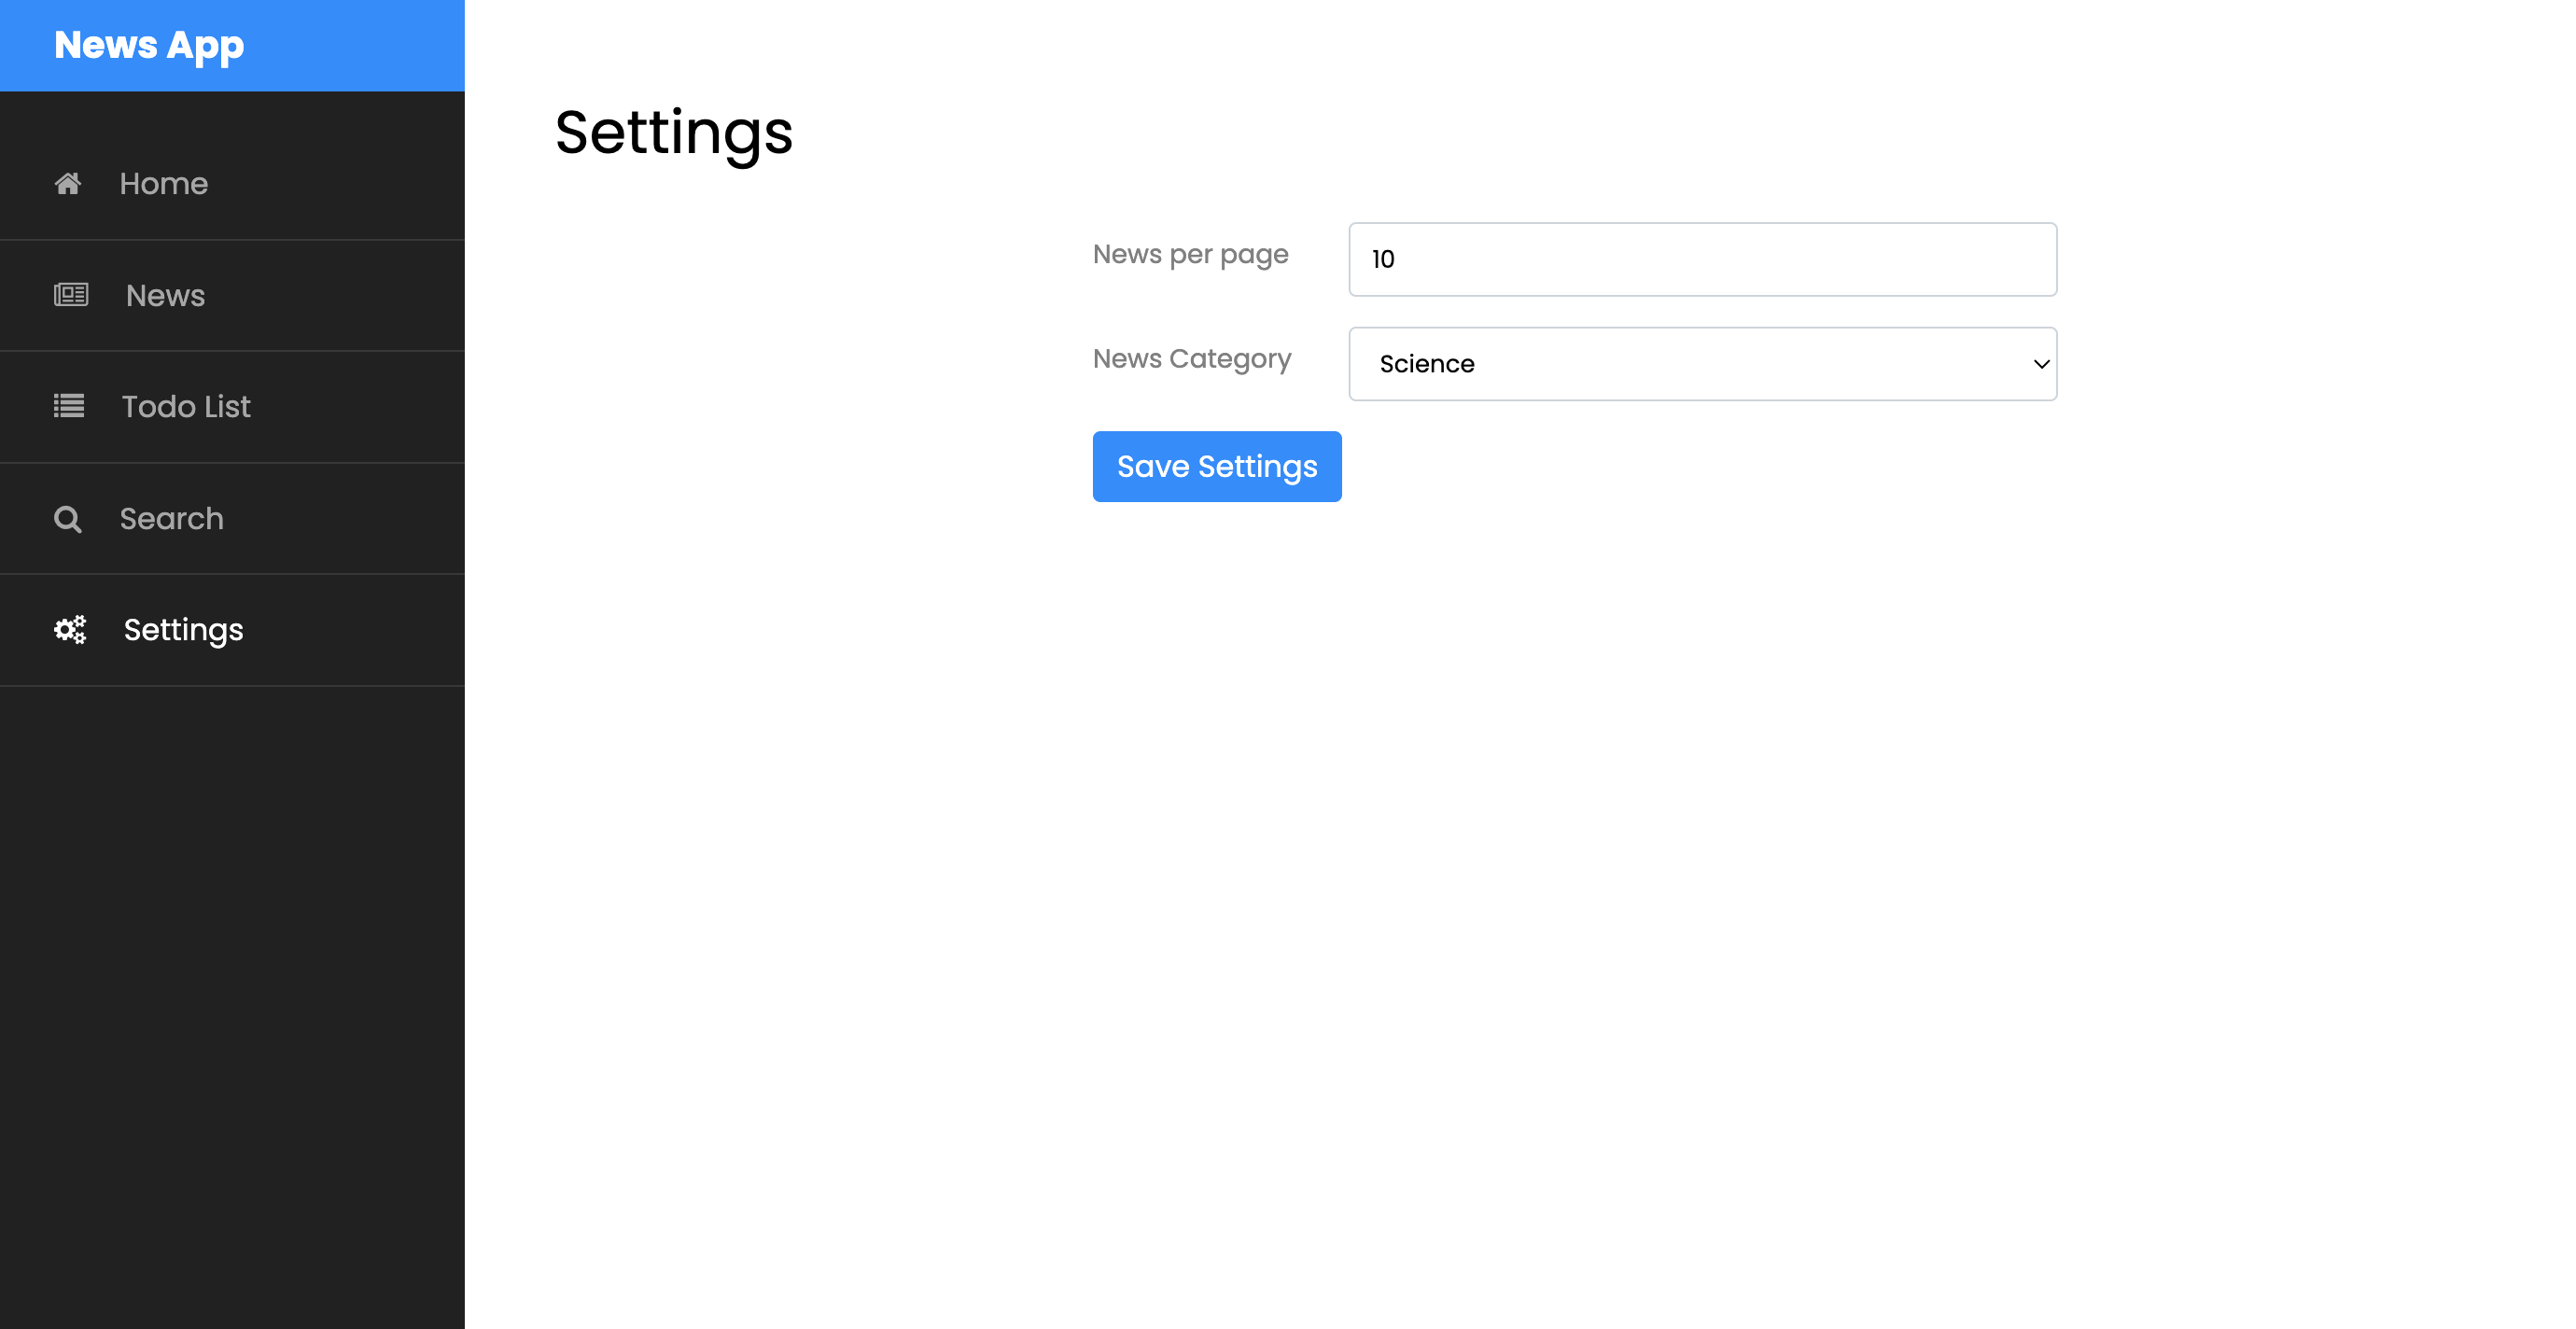 News App
Home
News
Todo List
Search
Settings
Settings
News per page
10
News Category
Science
Save Settings